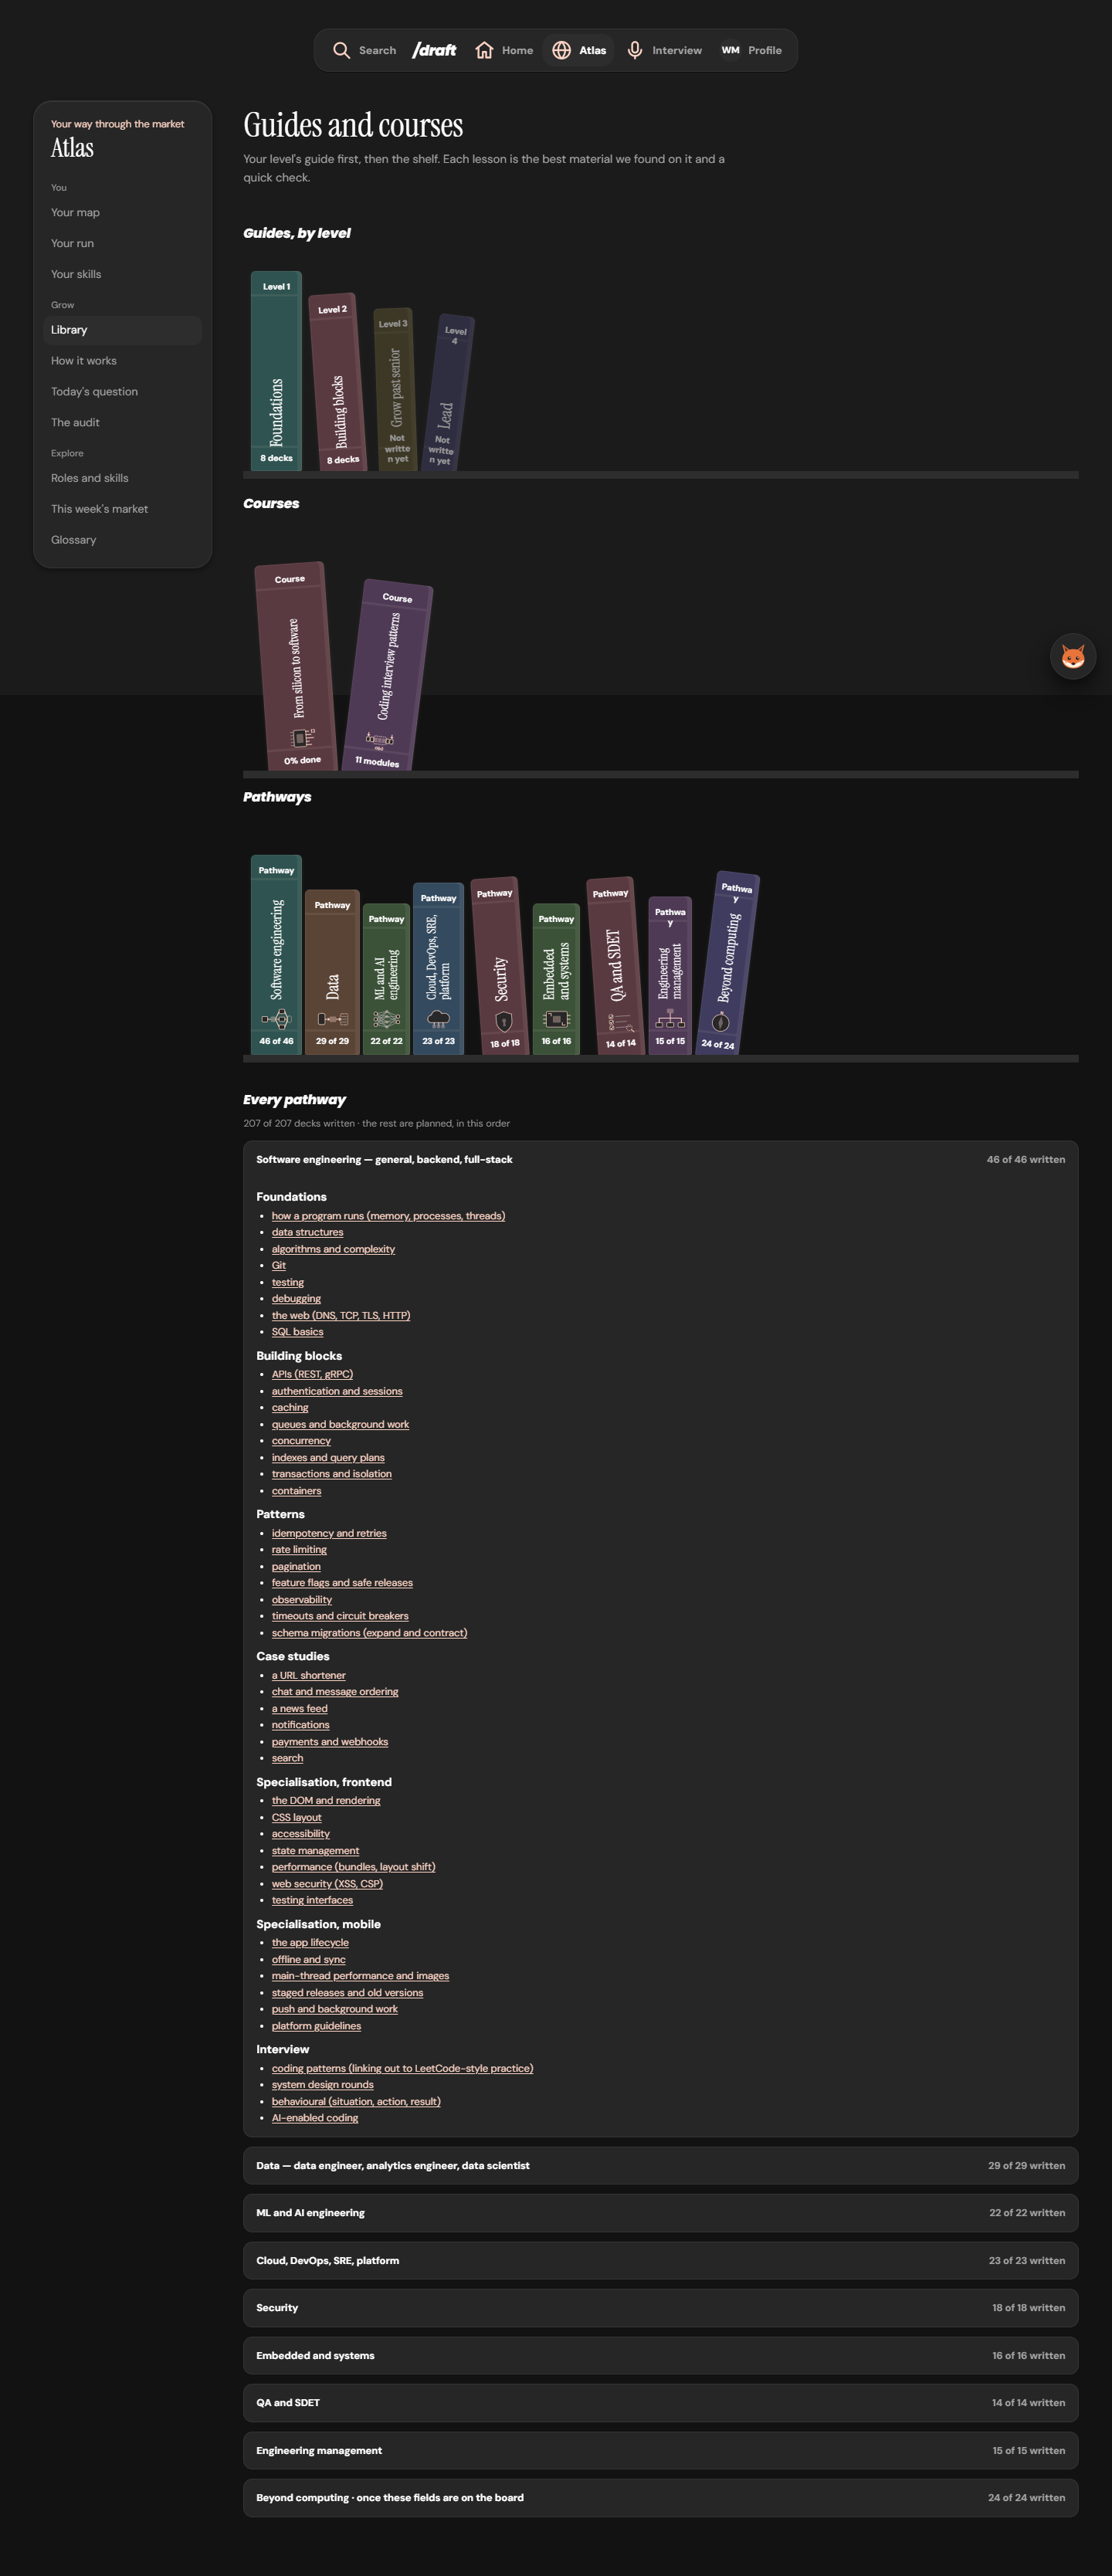 Search
/draft
Home
Atlas
Interview
WM
Profile
Your way through the market
Atlas
You
Your map
Your run
Your skills
Grow
Library
How it works
Today's question
The audit
Explore
Roles and skills
This week's market
Glossary
Guides and courses
Your level's guide first, then the shelf. Each lesson is the best material we found on it and a
quick check.
Guides, by level
Level 1
Foundations
8 decks
Level 2
Building blocks
8 decks
Level 3
Grow past senior
Not
writte
n yet
Level
4
Lead
Not
writte
n yet
Courses
Course
From silicon to software
0% done
Course
Coding interview patterns
11 modules
Pathways
Pathway
Software engineering
46 of 46
Pathway
Data
29 of 29
Pathway
ML and AI
engineering
22 of 22
Pathway
Cloud, DevOps, SRE,
platform
23 of 23
Pathway
Security
18 of 18
Pathway
Embedded
and systems
16 of 16
Pathway
QA and SDET
14 of 14
Pathwa
y
Engineering
management
15 of 15
Pathwa
y
Beyond computing
24 of 24
Every pathway
207 of 207 decks written · the rest are planned, in this order
Software engineering — general, backend, full-stack
46 of 46 written
Foundations
• how a program runs (memory, processes, threads)
• data structures
• algorithms and complexity
• Git
• testing
• debugging
• the web (DNS, TCP, TLS, HTTP)
• SQL basics
Building blocks
• APIs (REST, gRPC)
• authentication and sessions
• caching
• queues and background work
• concurrency
• indexes and query plans
• transactions and isolation
• containers
Patterns
• idempotency and retries
• rate limiting
• pagination
• feature flags and safe releases
• observability
• timeouts and circuit breakers
• schema migrations (expand and contract)
Case studies
• a URL shortener
• chat and message ordering
• a news feed
• notifications
• payments and webhooks
• search
Specialisation, frontend
• the DOM and rendering
• CSS layout
• accessibility
• state management
• performance (bundles, layout shift)
• web security (XSS, CSP)
• testing interfaces
Specialisation, mobile
• the app lifecycle
• offline and sync
• main-thread performance and images
• staged releases and old versions
• push and background work
• platform guidelines
Interview
• coding patterns (linking out to LeetCode-style practice)
• system design rounds
• behavioural (situation, action, result)
• AI-enabled coding
Data — data engineer, analytics engineer, data scientist
29 of 29 written
ML and AI engineering
22 of 22 written
Cloud, DevOps, SRE, platform
23 of 23 written
Security
18 of 18 written
Embedded and systems
16 of 16 written
QA and SDET
14 of 14 written
Engineering management
15 of 15 written
Beyond computing · once these fields are on the board
24 of 24 written